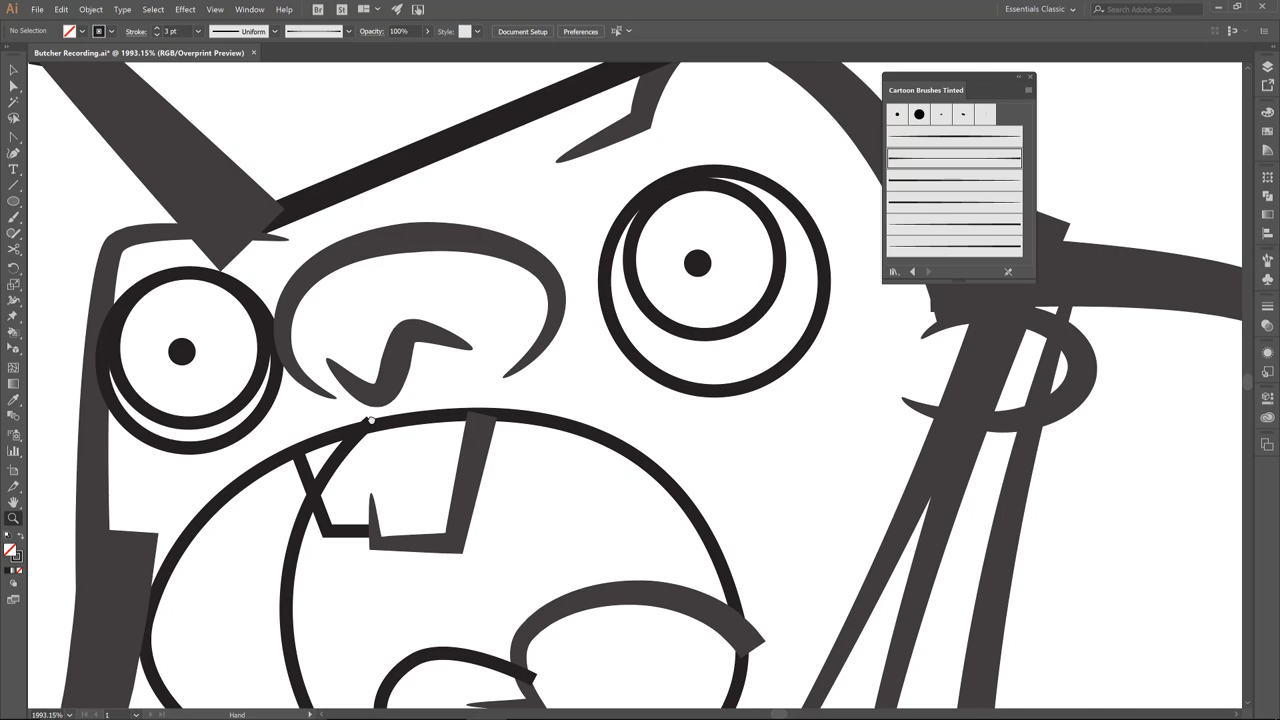 Ai File Edit Object Type Select Effect View Window Help Br St Essentials Classic Search Adobe Stock
No Selection Stroke: 3 pt Uniform Opacity: 100% Style: Document Setup Preferences
Butcher Recording.ai* @ 1993.15% (RGB/Overprint Preview) ×
Cartoon Brushes Tinted
1993.15% 1 Hand